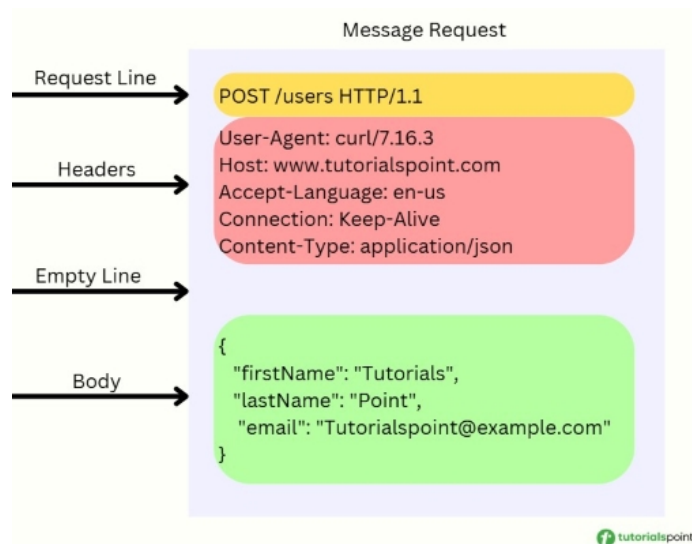 Message Request
Request Line
POST /users HTTP/1.1
Headers
User-Agent: curl/7.16.3
Host: www.tutorialspoint.com
Accept-Language: en-us
Connection: Keep-Alive
Content-Type: application/json
Empty Line
Body
{
"firstName": "Tutorials",
"lastName": "Point",
"email": "Tutorialspoint@example.com"
}
tutorialspoint